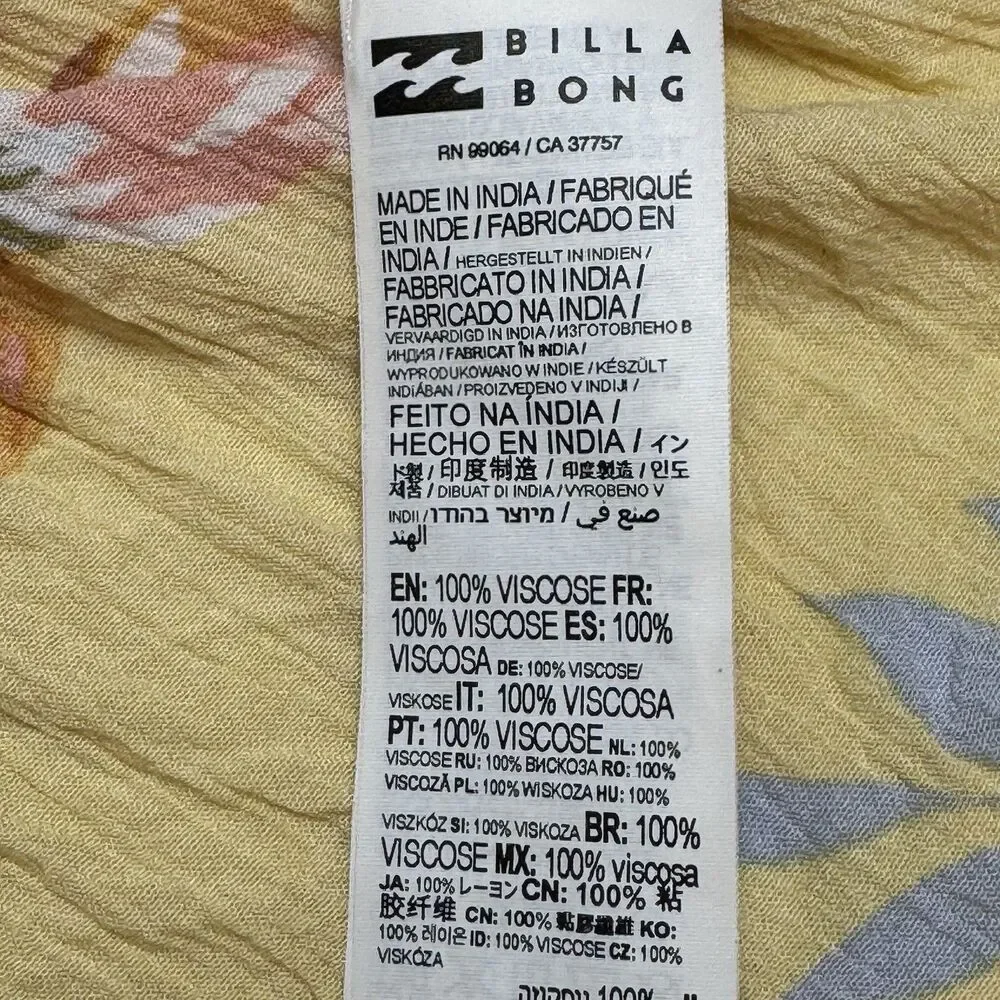 BILLA
BONG
RN 99064 / CA 37757
MADE IN INDIA / FABRIQUÉ
EN INDE / FABRICADO EN
INDIA / HERGESTELLT IN INDIEN /
FABBRICATO IN INDIA /
FABRICADO NA INDIA /
VERVAARDIGD IN INDIA / ИЗГОТОВЛЕНО В
ИНДИЯ / FABRICAT ÎN INDIA /
WYPRODUKOWANO W INDIE / KÉSZÜLT
INDIÁBAN / PROIZVEDENO V INDIJI /
FEITO NA ÍNDIA /
HECHO EN INDIA / イン
ド製 / 印度制造 / 印度製造 / 인도
제품 / DIBUAT DI INDIA / VYROBENO V
INDII / מיוצר בהודו / صنع في
الهند
EN: 100% VISCOSE FR:
100% VISCOSE ES: 100%
VISCOSA DE: 100% VISCOSE/
VISKOSE IT: 100% VISCOSA
PT: 100% VISCOSE NL: 100%
VISCOSE RU: 100% ВИСКОЗА RO: 100%
VISCOZĂ PL: 100% WISKOZA HU: 100%
VISZKÓZ SI: 100% VISKOZA BR: 100%
VISCOSE MX: 100% viscosa
JA: 100% レーヨン CN: 100% 粘
胶纤维 CN: 100% 黏膠纖維 KO:
100% 레이온 ID: 100% VISCOSE CZ: 100%
VISKÓZA
100%